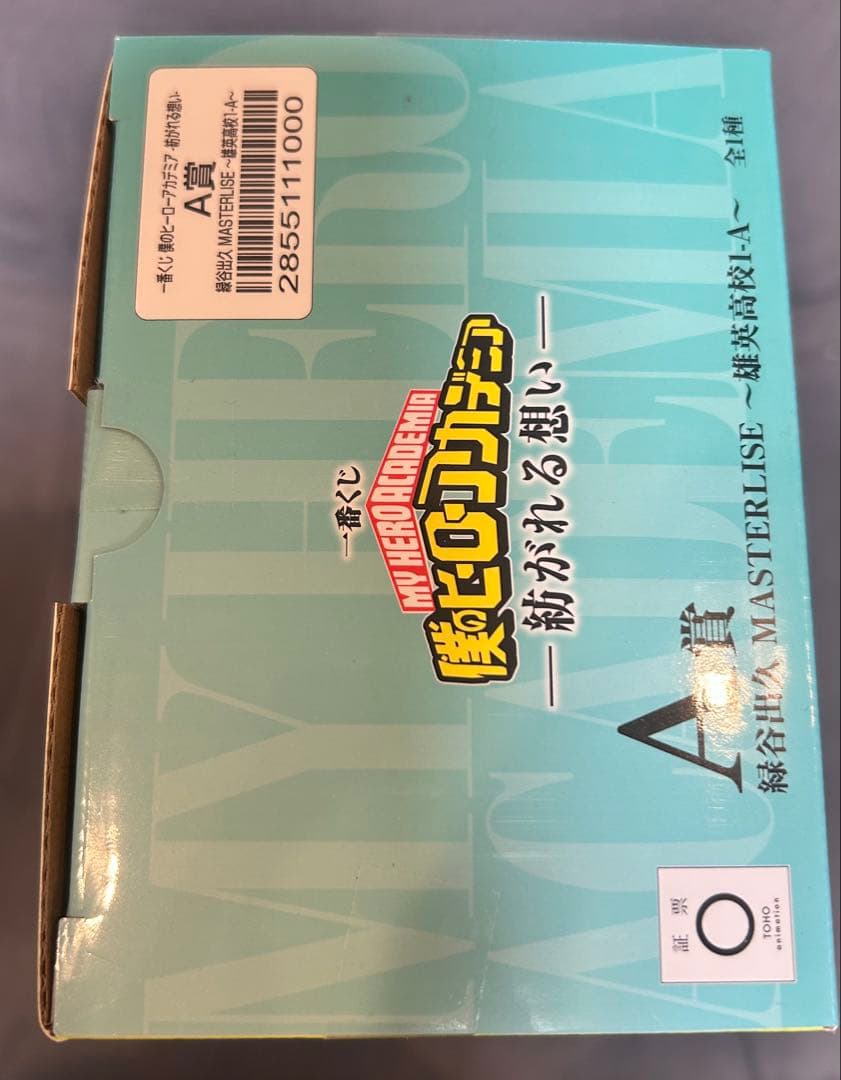 一番くじ 僕のヒーローアカデミア -紡がれる想い-
A賞
緑谷出久 MASTERLISE ～雄英高校1-A～
2855111000
MY HERO
ACADEMIA
一番くじ
MY HERO ACADEMIA
僕のヒーローアカデミア
―紡がれる想い―
A賞
緑谷出久 MASTERLISE ～雄英高校1-A～ 全1種
証票
TOHO
animation